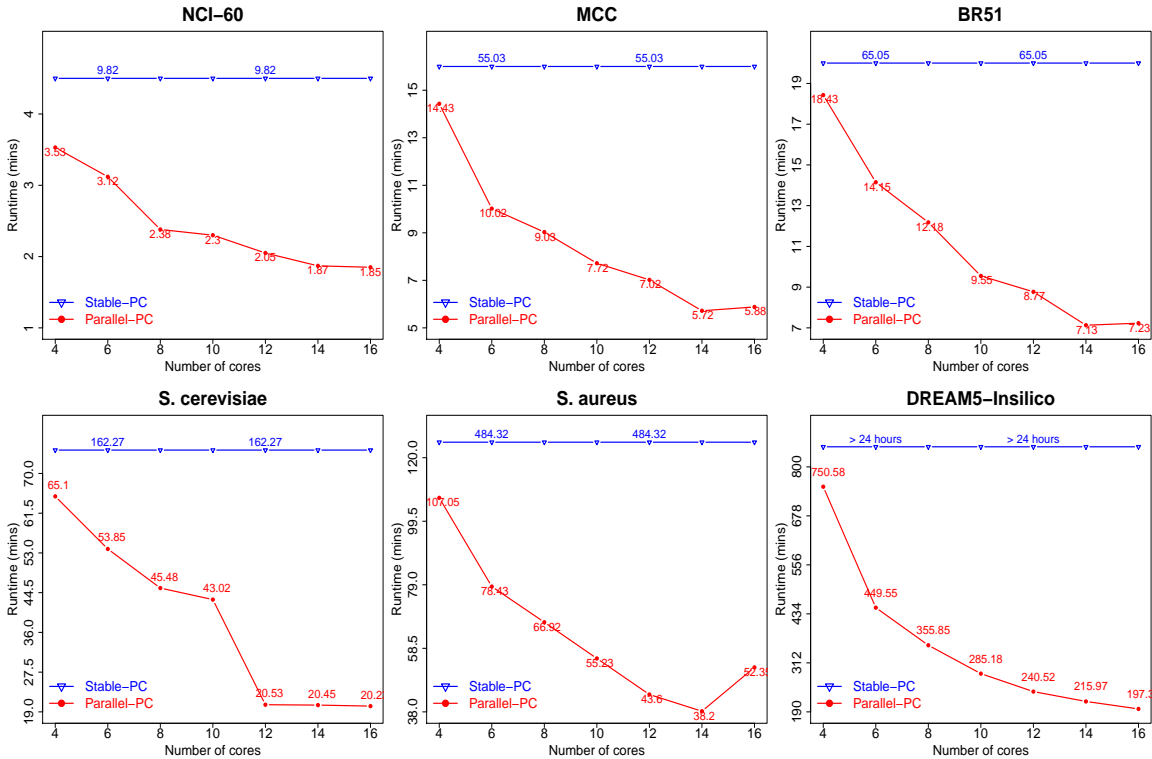 NCI−60
9.82 9.82
3.53
3.12
2.38
2.3
2.05
1.87
1.85
Runtime (mins)
4
3
2
1
Stable−PC
Parallel−PC
4 6 8 10 12 14 16
Number of cores
MCC
55.03 55.03
14.43
10.02
9.03
7.72
7.02
5.72
5.88
Runtime (mins)
15
13
11
9
7
5
Stable−PC
Parallel−PC
4 6 8 10 12 14 16
Number of cores
BR51
65.05 65.05
18.43
14.15
12.18
9.55
8.77
7.13
7.23
Runtime (mins)
19
17
15
13
11
9
7
Stable−PC
Parallel−PC
4 6 8 10 12 14 16
Number of cores
S. cerevisiae
162.27 162.27
65.1
53.85
45.48
43.02
20.53
20.45
20.2
Runtime (mins)
70.0
61.5
53.0
44.5
36.0
27.5
19.0
Stable−PC
Parallel−PC
4 6 8 10 12 14 16
Number of cores
S. aureus
484.32 484.32
107.05
78.43
66.92
55.23
43.6
38.2
52.35
Runtime (mins)
120.0
99.5
79.0
58.5
38.0
Stable−PC
Parallel−PC
4 6 8 10 12 14 16
Number of cores
DREAM5−Insilico
> 24 hours > 24 hours
750.58
449.55
355.85
285.18
240.52
215.97
197.3
Runtime (mins)
800
678
556
434
312
190
Stable−PC
Parallel−PC
4 6 8 10 12 14 16
Number of cores